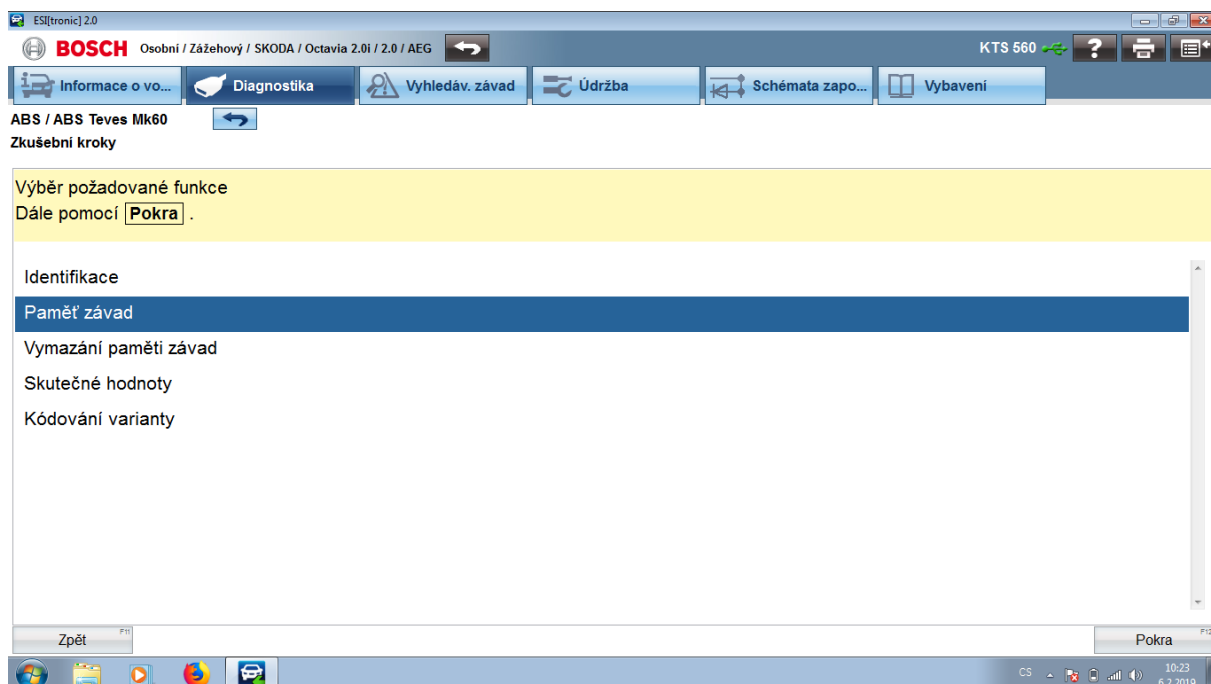 ESI[tronic] 2.0
BOSCH Osobní / Zážehový / SKODA / Octavia 2.0i / 2.0 / AEG KTS 560 ?
Informace o vo... Diagnostika Vyhledáv. závad Údržba Schémata zapo... Vybavení
ABS / ABS Teves Mk60
Zkušební kroky
Výběr požadované funkce
Dále pomocí Pokra .
Identifikace
Paměť závad
Vymazání paměti závad
Skutečné hodnoty
Kódování varianty
Zpět F11 Pokra F12
CS 10:23
6.2.2019